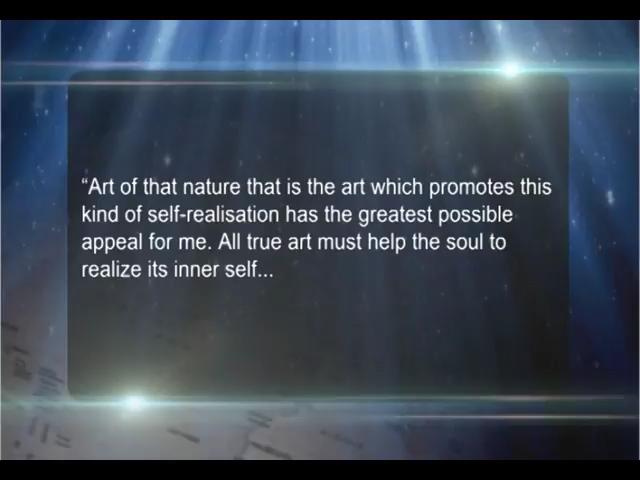 “Art of that nature that is the art which promotes this
kind of self-realisation has the greatest possible
appeal for me. All true art must help the soul to
realize its inner self...